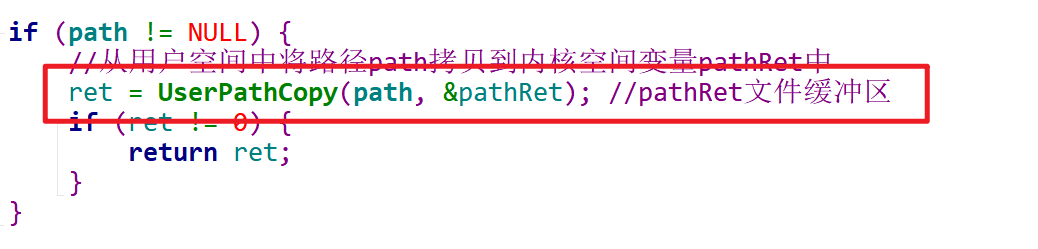 if (path != NULL) {
//从用户空间中将路径path拷贝到内核空间变量pathRet中
ret = UserPathCopy(path, &pathRet); //pathRet文件缓冲区
if (ret != 0) {
return ret;
}
}